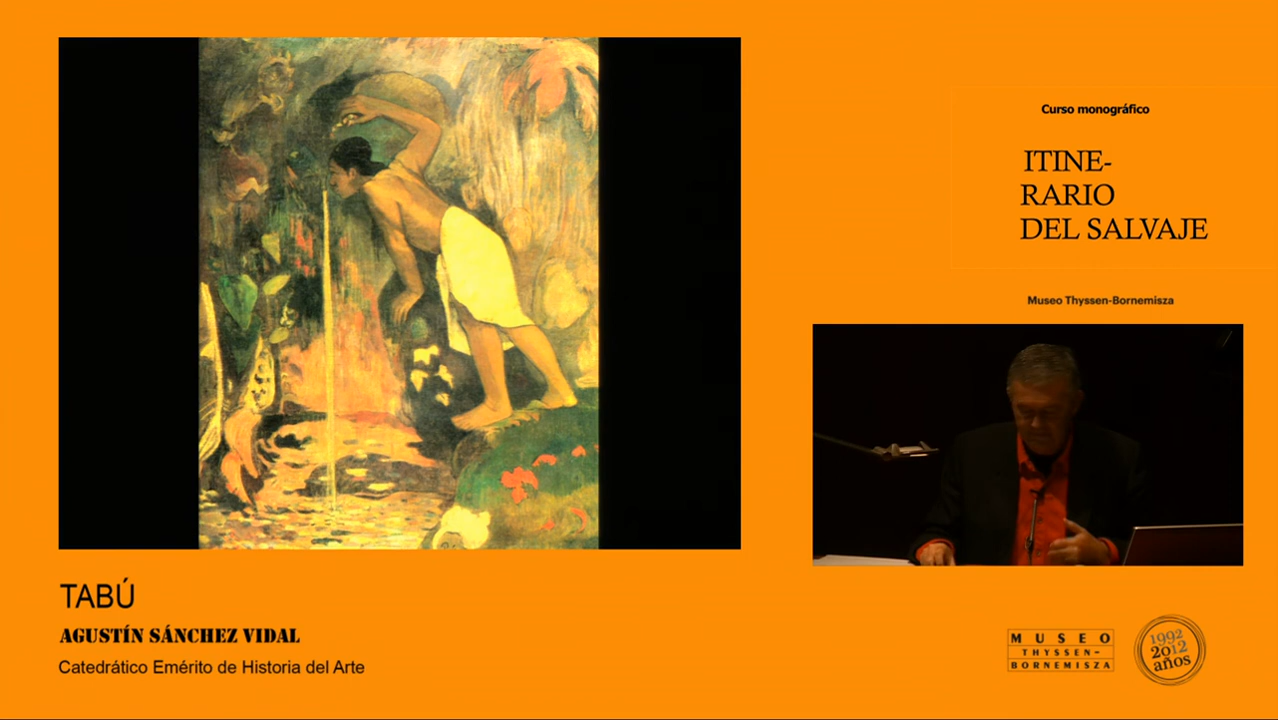 Curso monográfico
ITINE-
RARIO
DEL SALVAJE
Museo Thyssen-Bornemisza
TABÚ
AGUSTÍN SÁNCHEZ VIDAL
Catedrático Emérito de Historia del Arte
MUSEO
THYSSEN-
BORNEMISZA
1992
2012
años